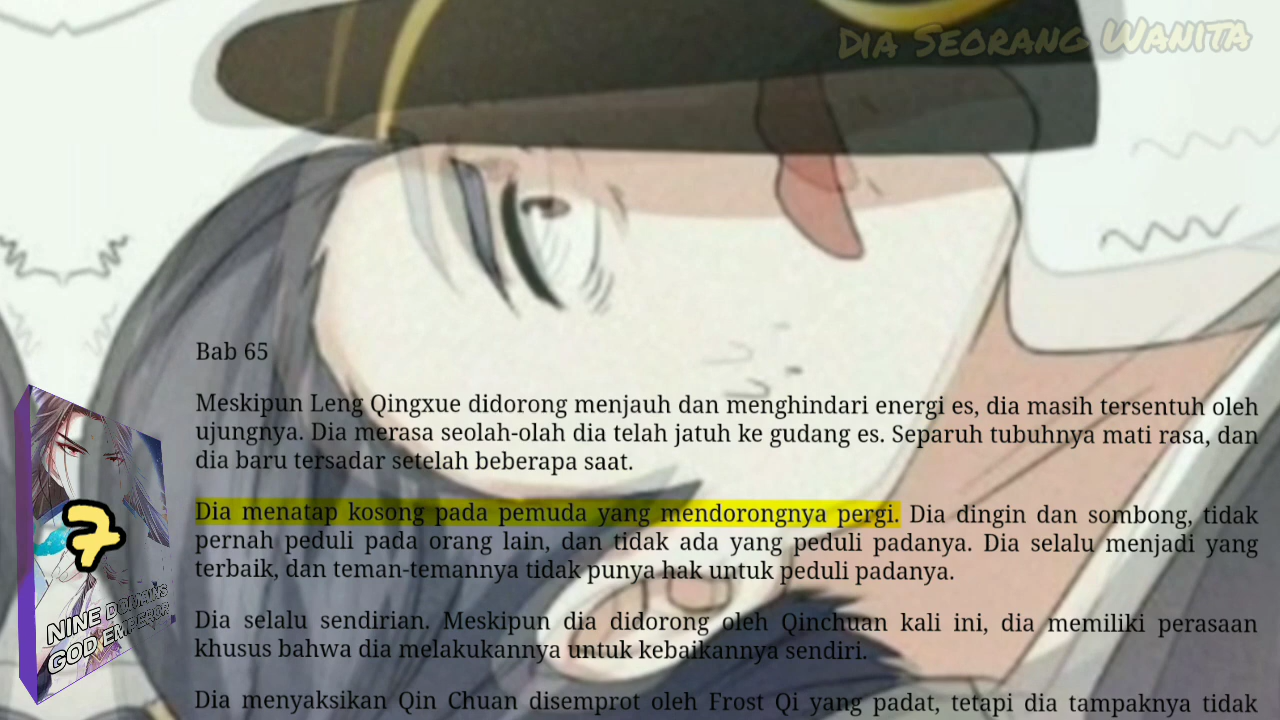 Dia Seorang Wanita
Bab 65
Meskipun Leng Qingxue didorong menjauh dan menghindari energi es, dia masih tersentuh oleh
ujungnya. Dia merasa seolah-olah dia telah jatuh ke gudang es. Separuh tubuhnya mati rasa, dan
dia baru tersadar setelah beberapa saat.
Dia menatap kosong pada pemuda yang mendorongnya pergi. Dia dingin dan sombong, tidak
pernah peduli pada orang lain, dan tidak ada yang peduli padanya. Dia selalu menjadi yang
terbaik, dan teman-temannya tidak punya hak untuk peduli padanya.
Dia selalu sendirian. Meskipun dia didorong oleh Qinchuan kali ini, dia memiliki perasaan
khusus bahwa dia melakukannya untuk kebaikannya sendiri.
Dia menyaksikan Qin Chuan disemprot oleh Frost Qi yang padat, tetapi dia tampaknya tidak
7
NINE DOMAINS
GOD EMPEROR